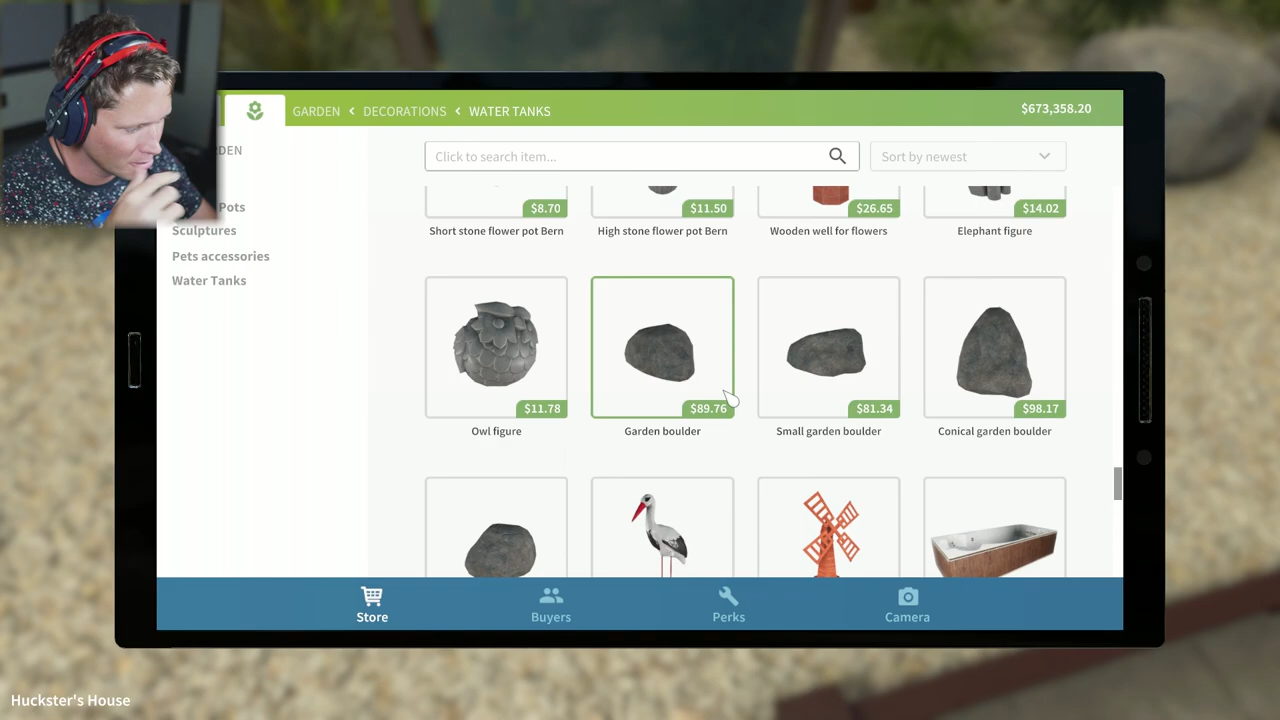 GARDEN < DECORATIONS < WATER TANKS
$673,358.20
DEN
Click to search item...
Sort by newest
Pots
Sculptures
Pets accessories
Water Tanks
$8.70
$11.50
$26.65
$14.02
Short stone flower pot Bern
High stone flower pot Bern
Wooden well for flowers
Elephant figure
$11.78
$89.76
$81.34
$98.17
Owl figure
Garden boulder
Small garden boulder
Conical garden boulder
Store
Buyers
Perks
Camera
Huckster's House